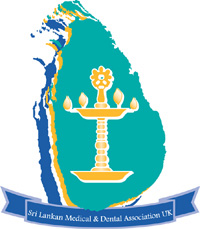 Sri Lankan Medical & Dental Association UK